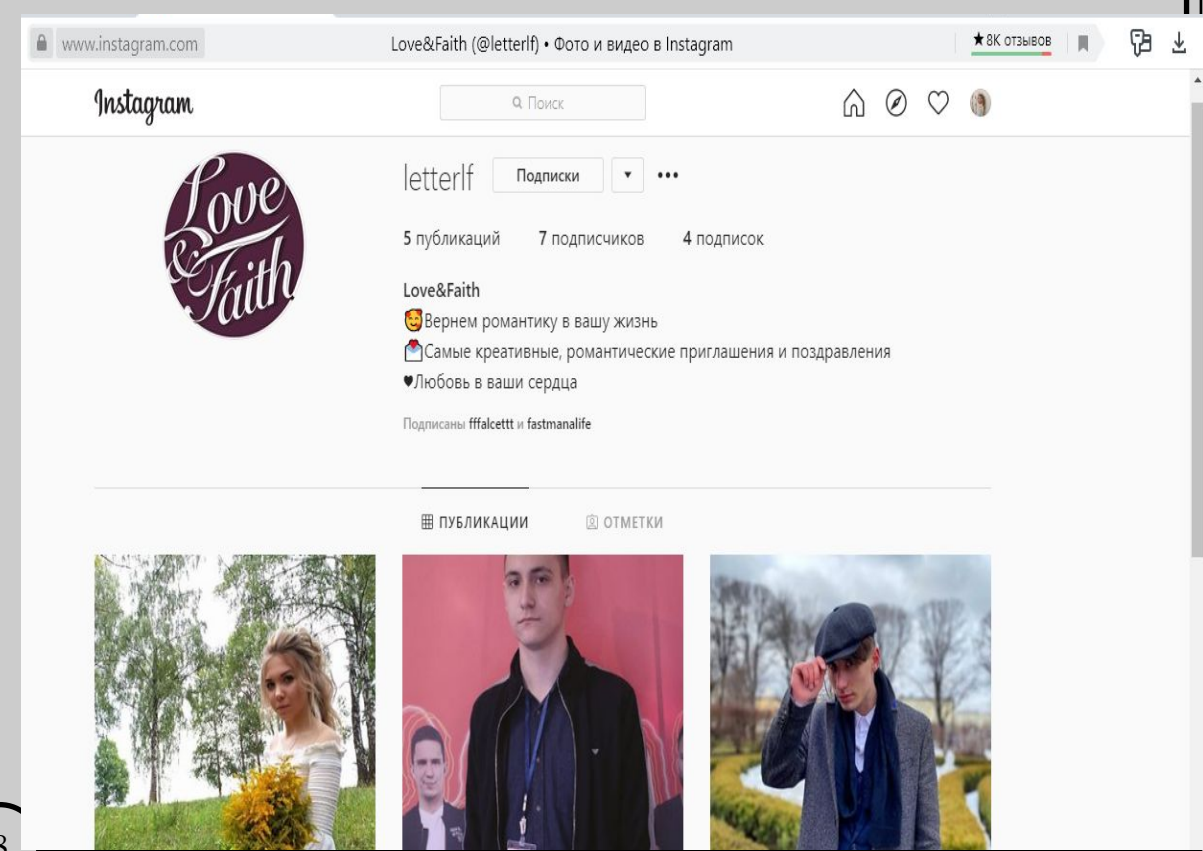 www.instagram.com
Love&Faith (@letterlf) • Фото и видео в Instagram
★ 8К отзывов
Instagram
Поиск
Love
& Faith
letterlf
Подписки
5 публикаций 7 подписчиков 4 подписок
Love&Faith
🥰Вернем романтику в вашу жизнь
💌Самые креативные, романтические приглашения и поздравления
♥Любовь в ваши сердца
Подписаны fffalcettt и fastmanalife
ПУБЛИКАЦИИ
ОТМЕТКИ